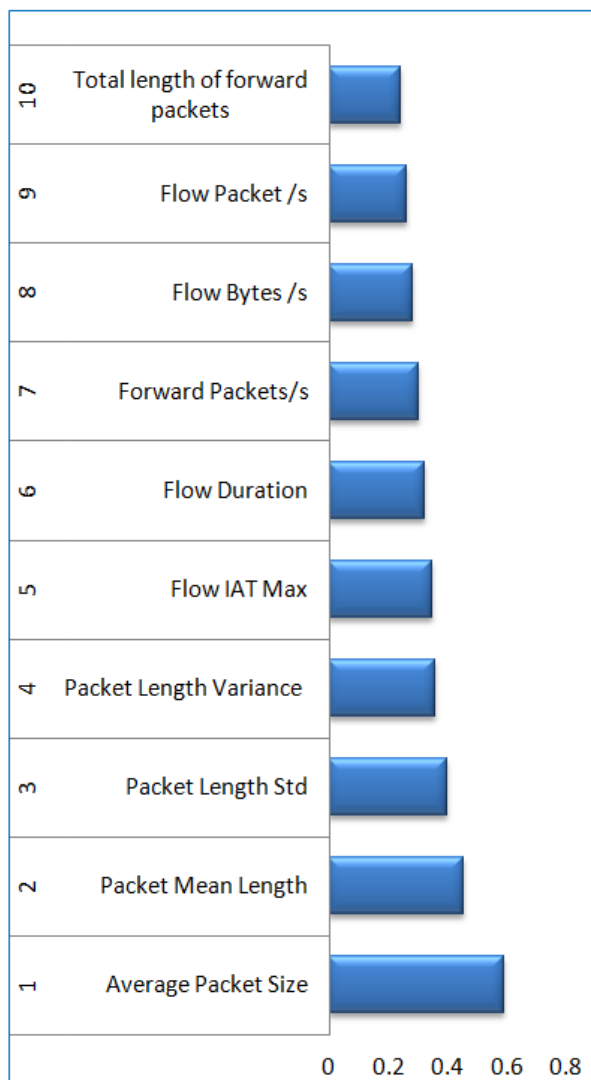 10
Total length of forward
packets
9
Flow Packet /s
8
Flow Bytes /s
7
Forward Packets/s
6
Flow Duration
5
Flow IAT Max
4
Packet Length Variance
3
Packet Length Std
2
Packet Mean Length
1
Average Packet Size
0 0.2 0.4 0.6 0.8